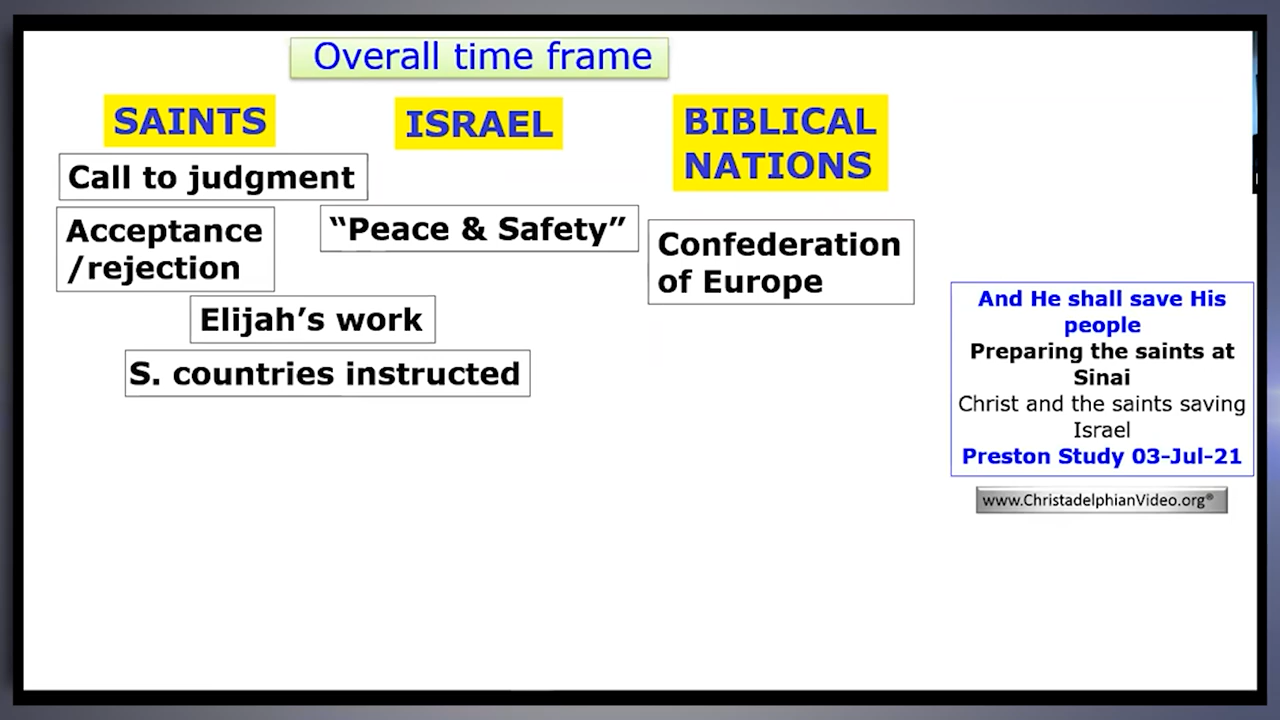 Overall time frame
SAINTS
ISRAEL
BIBLICAL
NATIONS
Call to judgment
Acceptance
/rejection
“Peace & Safety”
Confederation
of Europe
Elijah’s work
S. countries instructed
And He shall save His
people
Preparing the saints at
Sinai
Christ and the saints saving
Israel
Preston Study 03-Jul-21
www.ChristadelphianVideo.org®